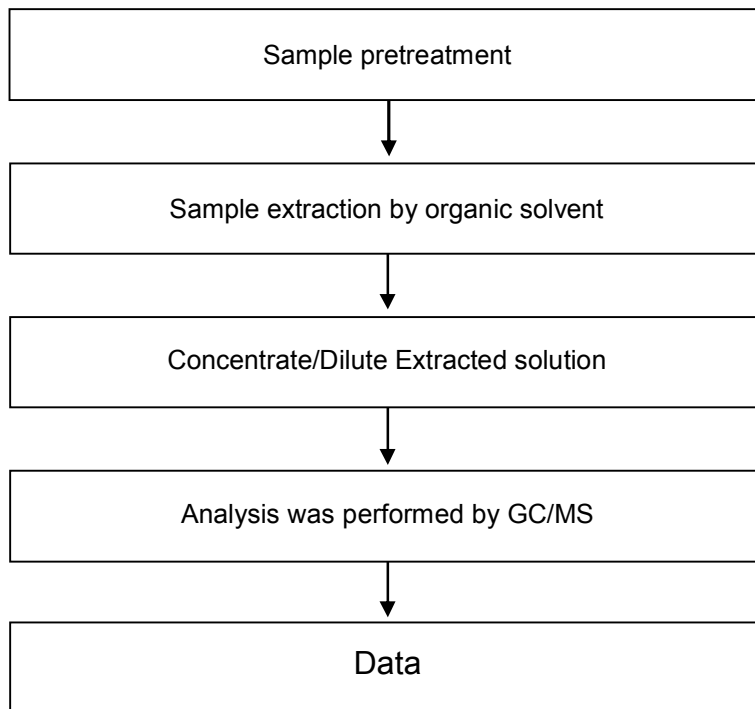 Sample pretreatment
Sample extraction by organic solvent
Concentrate/Dilute Extracted solution
Analysis was performed by GC/MS
Data